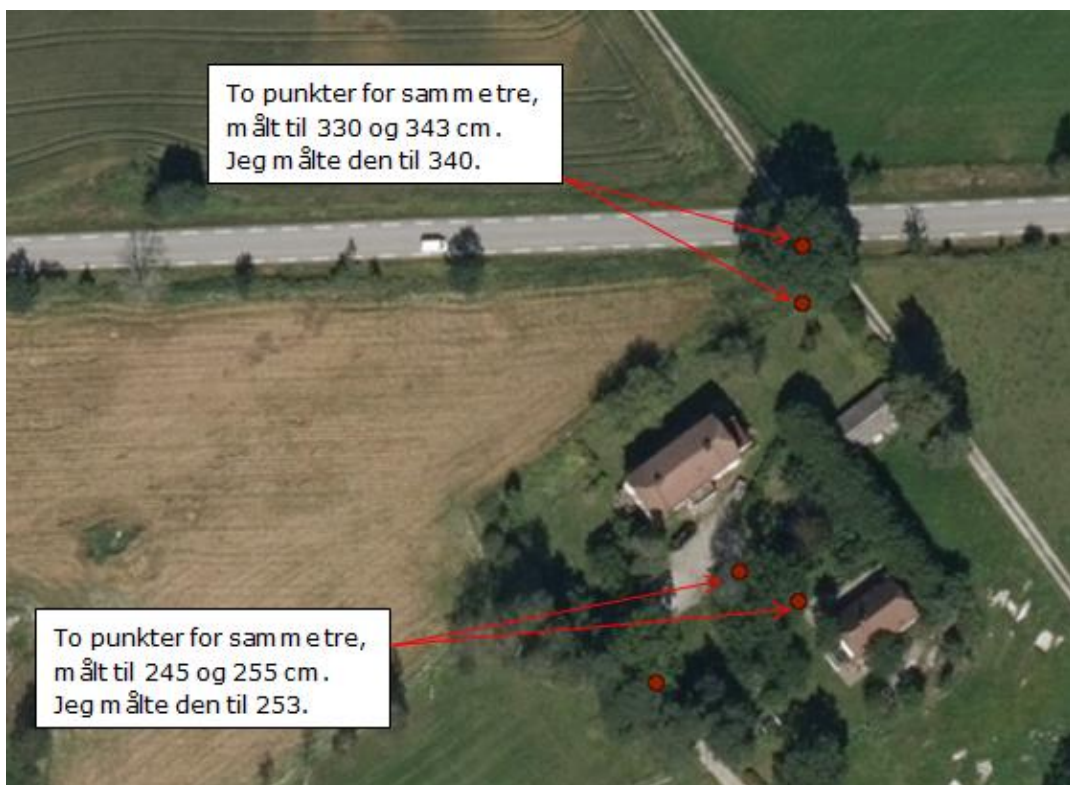 To punkter for samme tre,
målt til 330 og 343 cm.
Jeg målte den til 340.
To punkter for samme tre,
målt til 245 og 255 cm.
Jeg målte den til 253.